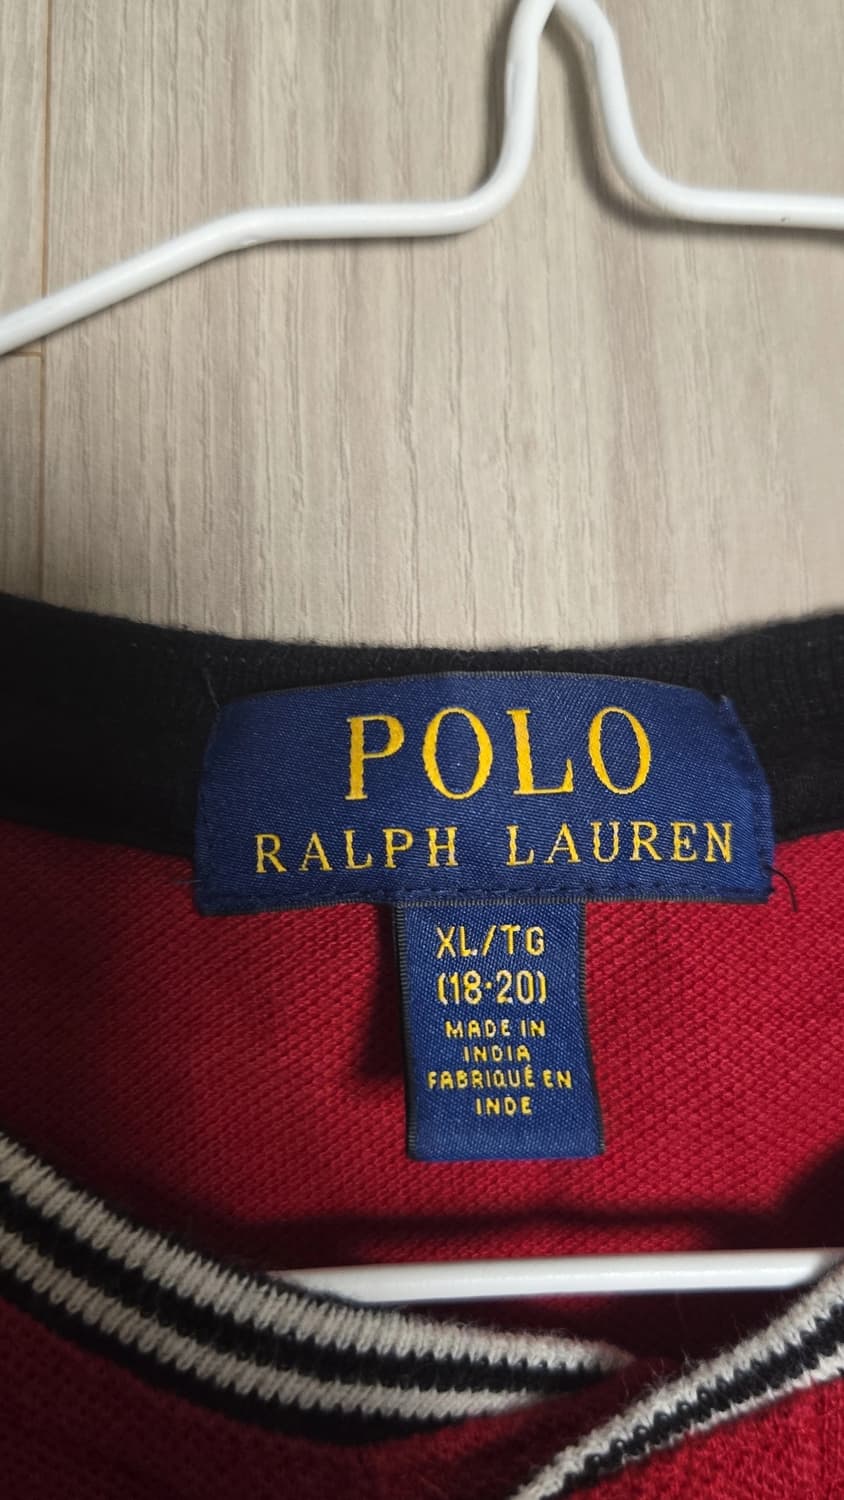 POLO
RALPH LAUREN
XL/TG
(18-20)
MADE IN
INDIA
FABRIQUÉ EN
INDE